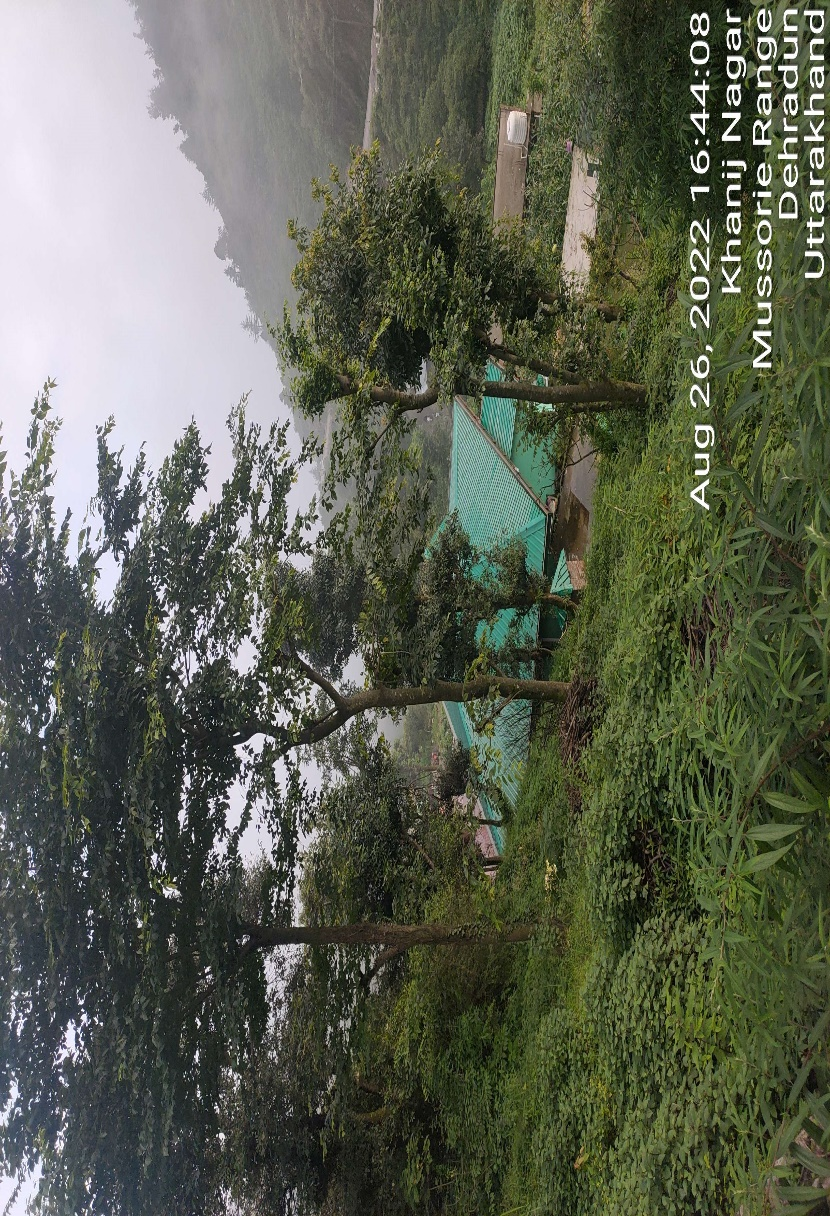 Aug 26, 2022 16:44:08
Khanij Nagar
Mussorie Range
Dehradun
Uttarakhand